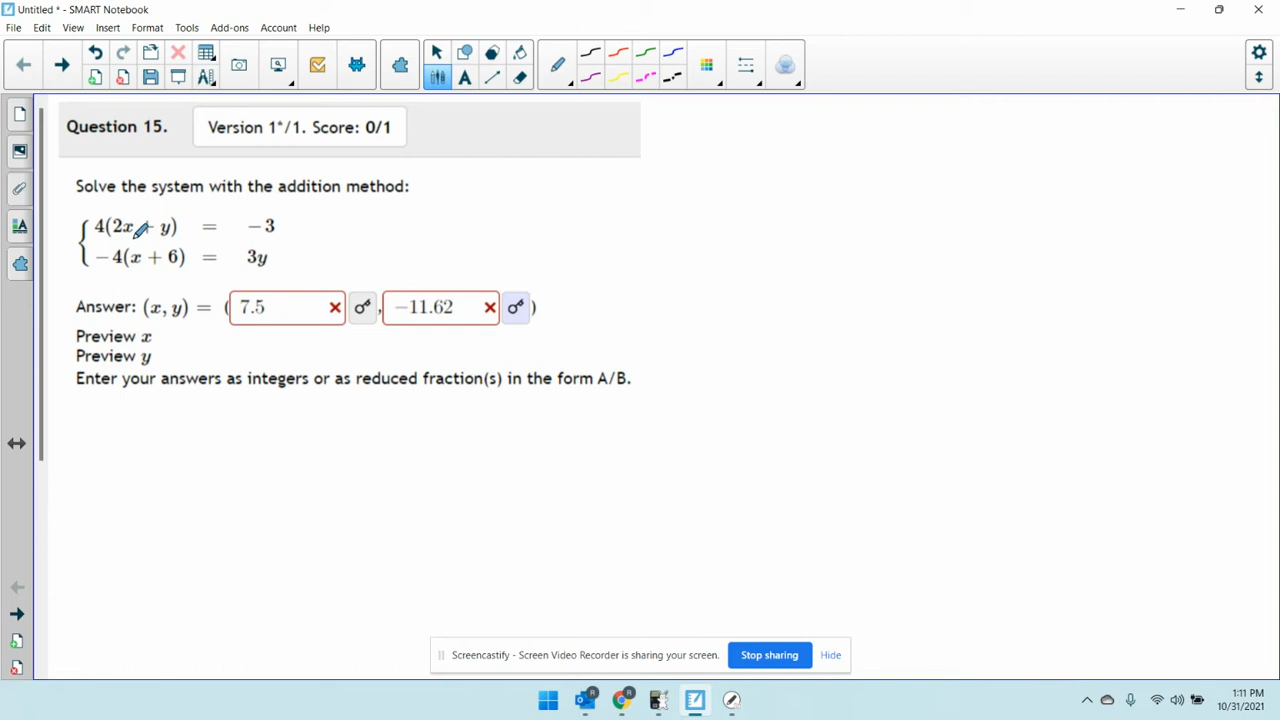 Untitled * - SMART Notebook
File Edit View Insert Format Tools Add-ons Account Help
Question 15. Version 1*/1. Score: 0/1
Solve the system with the addition method:
4(2x + y) = −3
−4(x + 6) = 3y
Answer: (x, y) = ( 7.5 , −11.62 )
Preview x
Preview y
Enter your answers as integers or as reduced fraction(s) in the form A/B.
Screencastify - Screen Video Recorder is sharing your screen. Stop sharing Hide
1:11 PM
10/31/2021